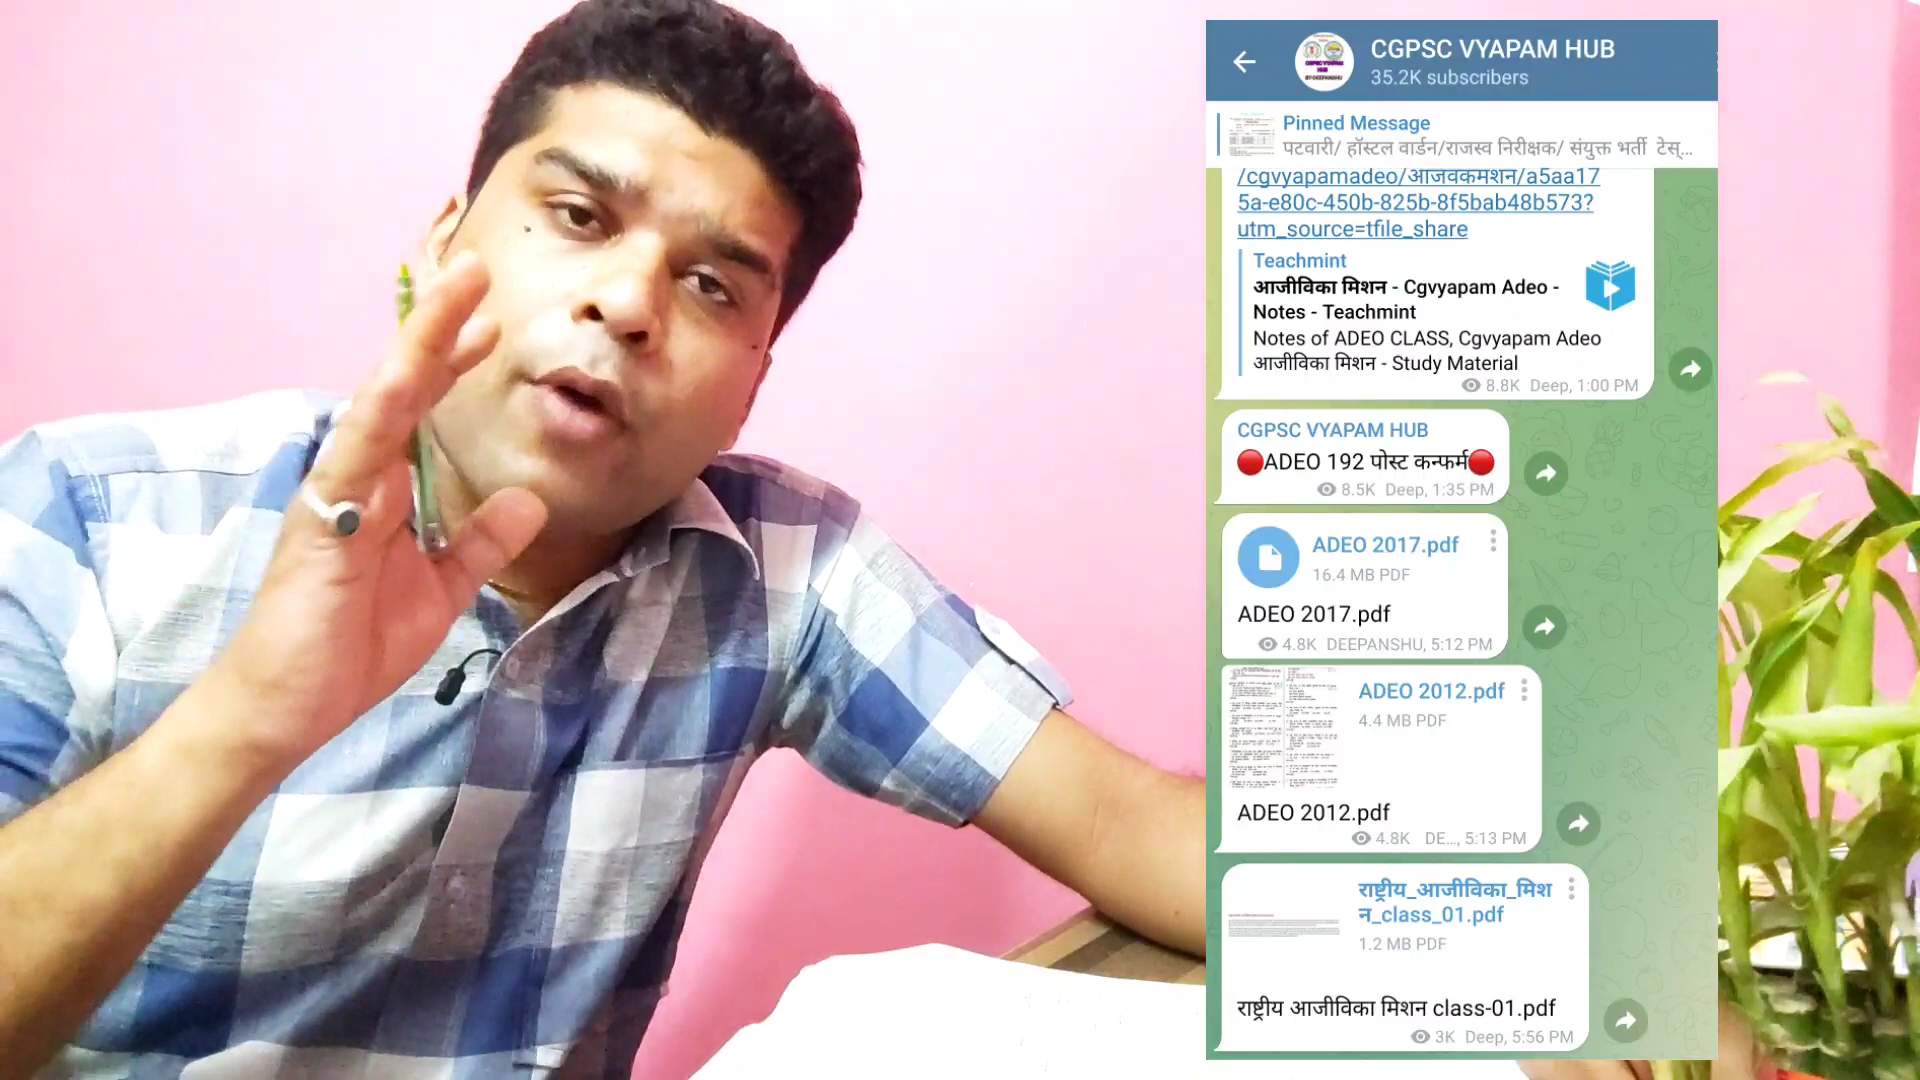 CGPSC VYAPAM HUB
35.2K subscribers
Pinned Message
पटवारी/ हॉस्टल वार्डन/राजस्व निरीक्षक/ संयुक्त भर्ती टेस्...
/cgvyapamadeo/आजवकमशन/a5aa17
5a-e80c-450b-825b-8f5bab48b573?
utm_source=tfile_share
Teachmint
आजीविका मिशन - Cgvyapam Adeo -
Notes - Teachmint
Notes of ADEO CLASS, Cgvyapam Adeo
आजीविका मिशन - Study Material
8.8K Deep, 1:00 PM
CGPSC VYAPAM HUB
🔴ADEO 192 पोस्ट कन्फर्म🔴
8.5K Deep, 1:35 PM
ADEO 2017.pdf
16.4 MB PDF
ADEO 2017.pdf
4.8K DEEPANSHU, 5:12 PM
ADEO 2012.pdf
4.4 MB PDF
ADEO 2012.pdf
4.8K DE..., 5:13 PM
राष्ट्रीय_आजीविका_मिश
न_class_01.pdf
1.2 MB PDF
राष्ट्रीय आजीविका मिशन class-01.pdf
3K Deep, 5:56 PM